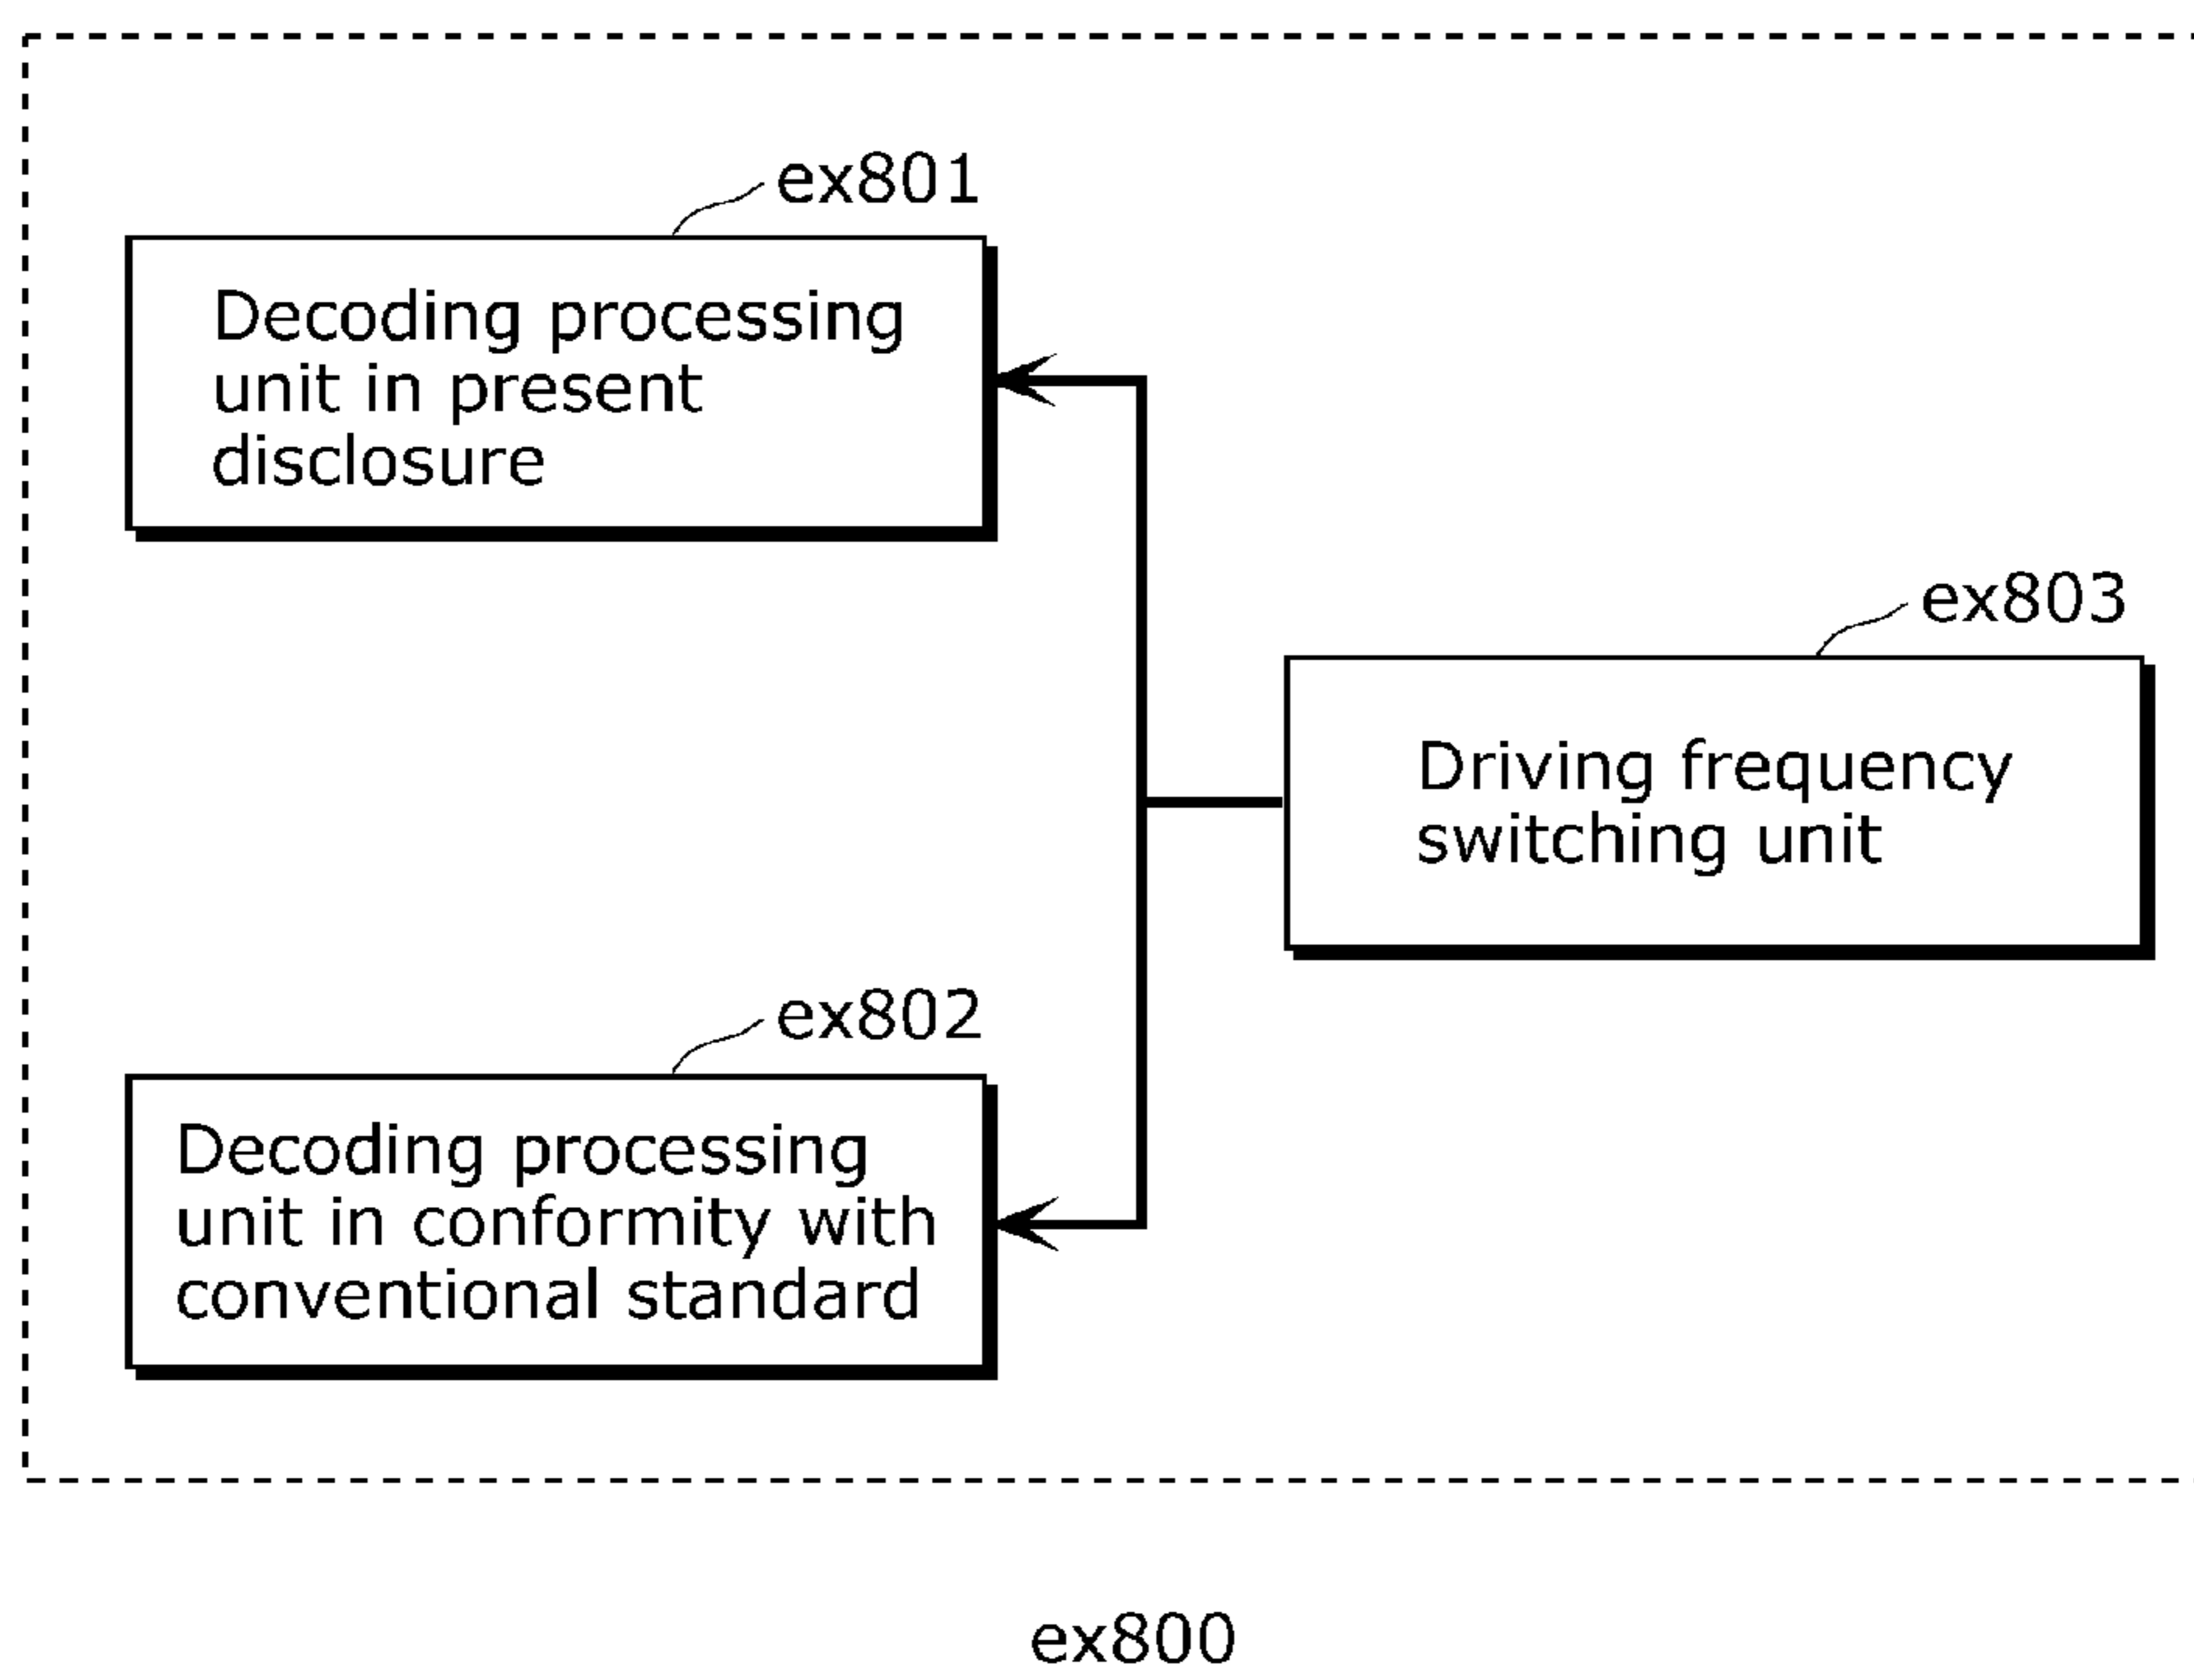 ex801
Decoding processing
unit in present
disclosure
ex803
Driving frequency
switching unit
ex802
Decoding processing
unit in conformity with
conventional standard
ex800